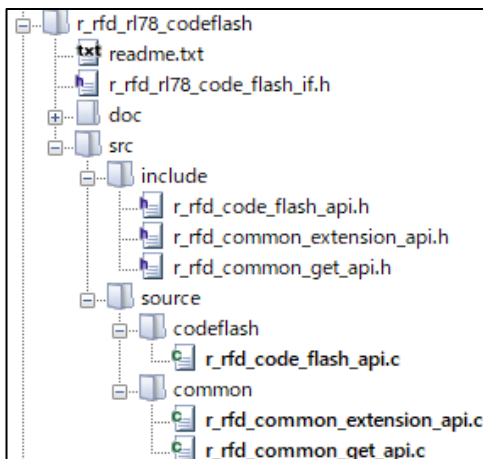 r_rfd_rl78_codeflash
txt readme.txt
h r_rfd_rl78_code_flash_if.h
doc
src
include
h r_rfd_code_flash_api.h
h r_rfd_common_extension_api.h
h r_rfd_common_get_api.h
source
codeflash
c r_rfd_code_flash_api.c
common
c r_rfd_common_extension_api.c
c r_rfd_common_get_api.c